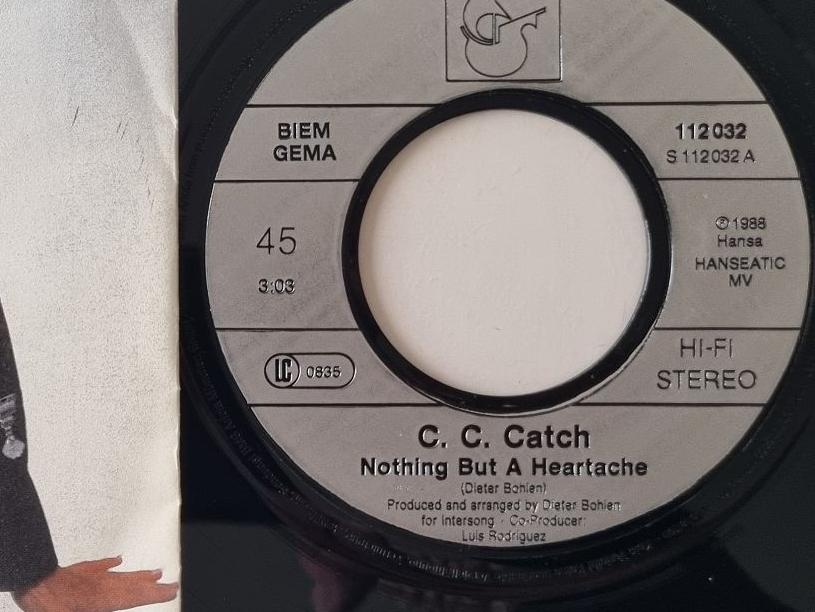 BIEM
GEMA
112 032
S 112 032 A
45
3:03
℗ 1988
Hansa
HANSEATIC
MV
LC 0835
HI-FI
STEREO
C. C. Catch
Nothing But A Heartache
(Dieter Bohlen)
Produced and arranged by Dieter Bohlen
for Intersong · Co-Producer:
Luis Rodriguez